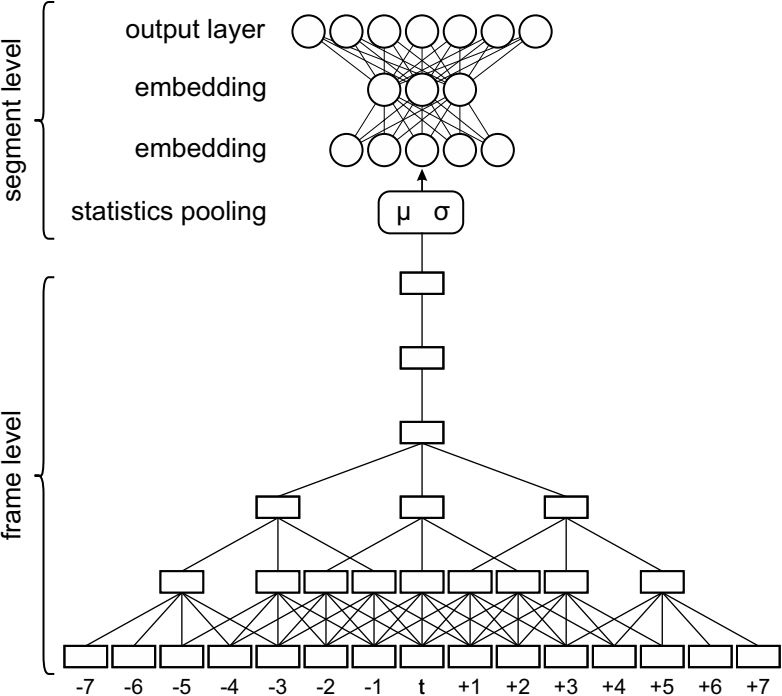 output layer
embedding
embedding
statistics pooling
μ σ
segment level
frame level
-7 -6 -5 -4 -3 -2 -1 t +1 +2 +3 +4 +5 +6 +7